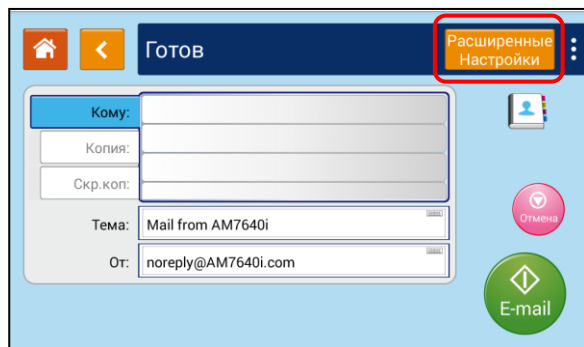 Готов
Расширенные
Настройки
Кому:
Копия:
Скр.коп:
Тема: Mail from AM7640i
От: noreply@AM7640i.com
Отмена
E-mail